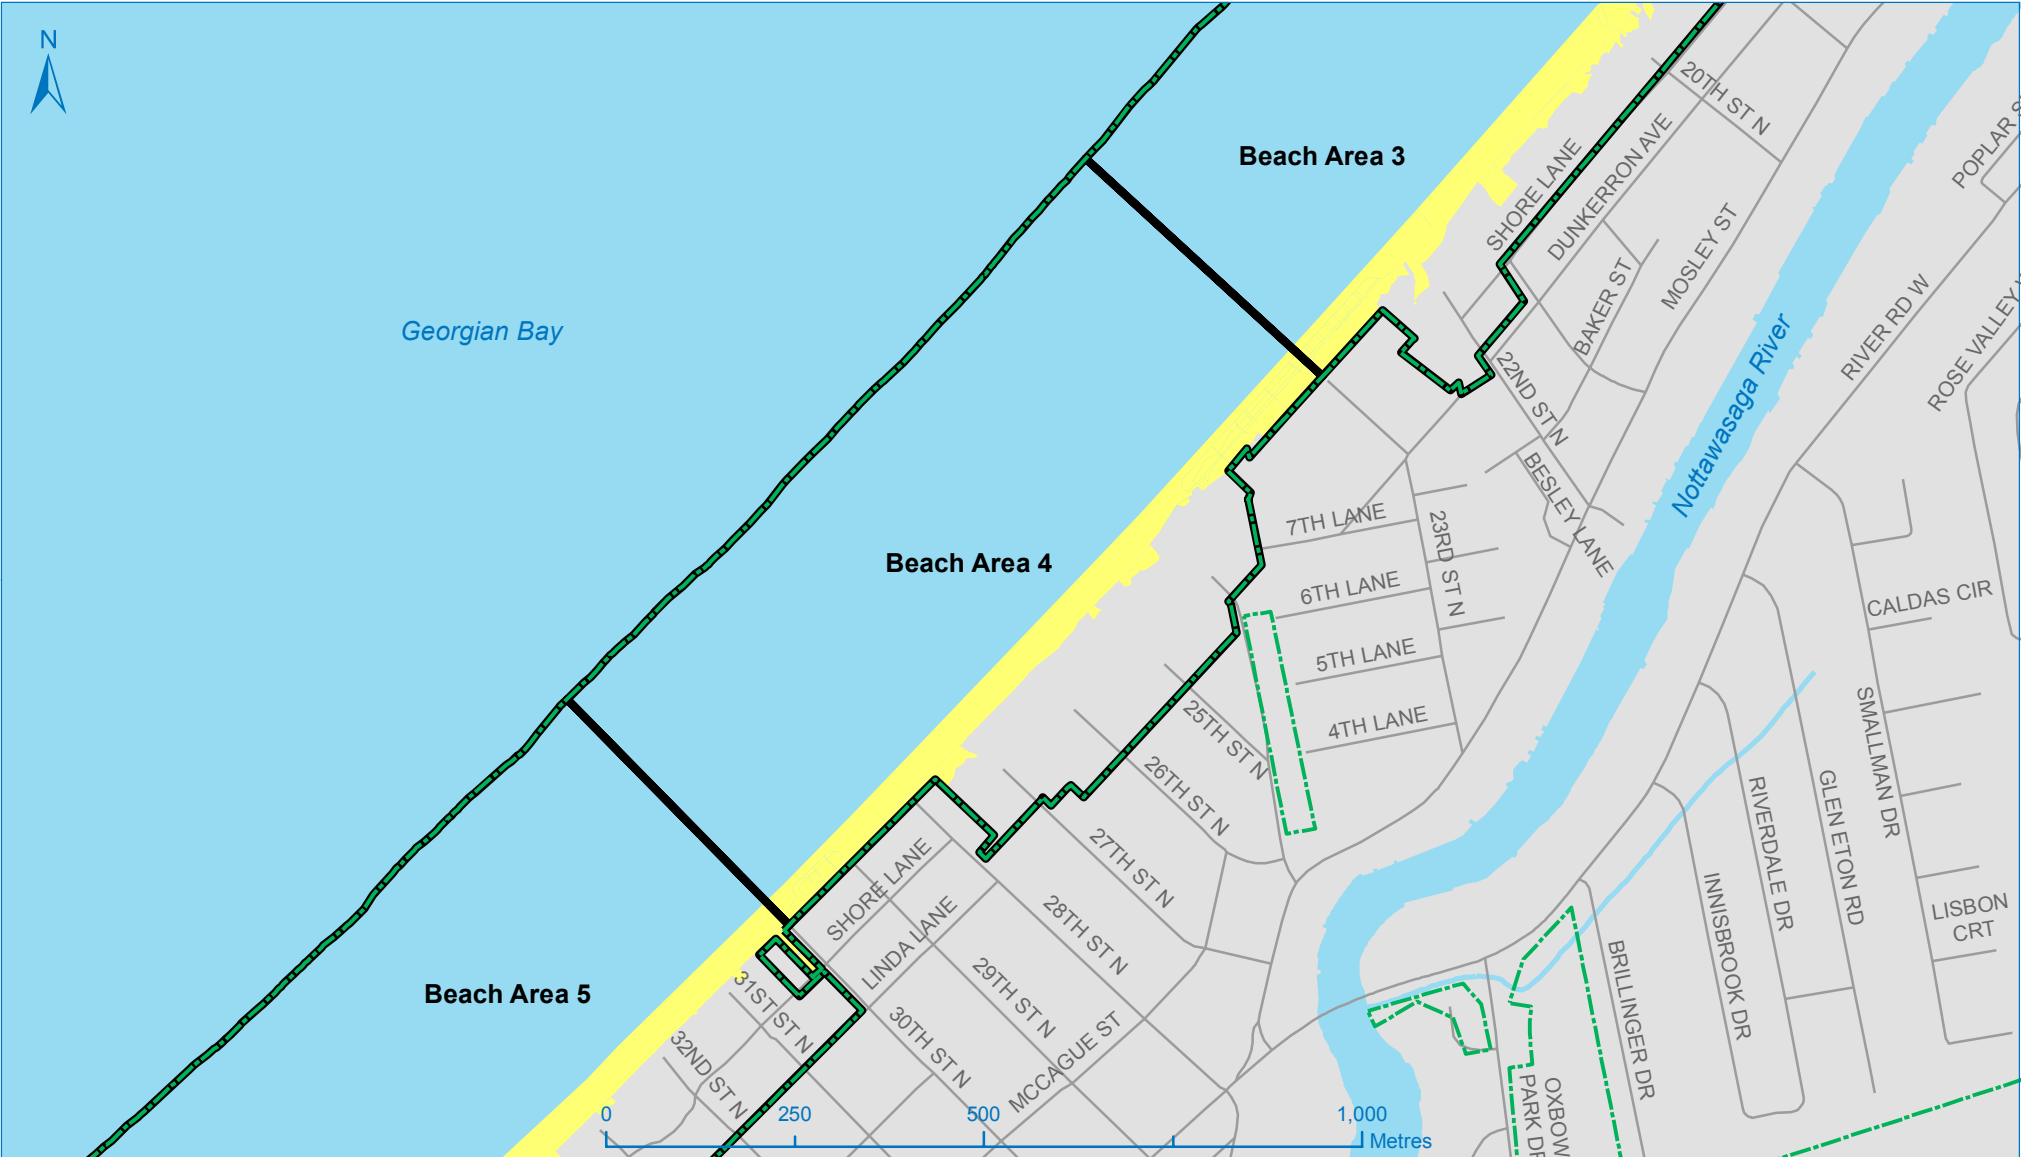 N
Georgian Bay
Beach Area 3
Beach Area 4
Beach Area 5
20TH ST N
SHORE LANE
DUNKERRON AVE
MOSLEY ST
BAKER ST
22ND ST N
BESLEY LANE
Nottawasaga River
RIVER RD W
POPLAR
ROSE VALLEY
7TH LANE
6TH LANE
5TH LANE
4TH LANE
23RD ST N
CALDAS CIR
SMALLMAN DR
GLEN ETON RD
RIVERDALE DR
INNISBROOK DR
LISBON
CRT
BRILLINGER DR
OXBOW
PARK DR
25TH ST N
26TH ST N
27TH ST N
28TH ST N
29TH ST N
30TH ST N
31ST ST N
32ND ST N
SHORE LANE
LINDA LANE
MCCAGUE ST
0 250 500 1,000
Metres